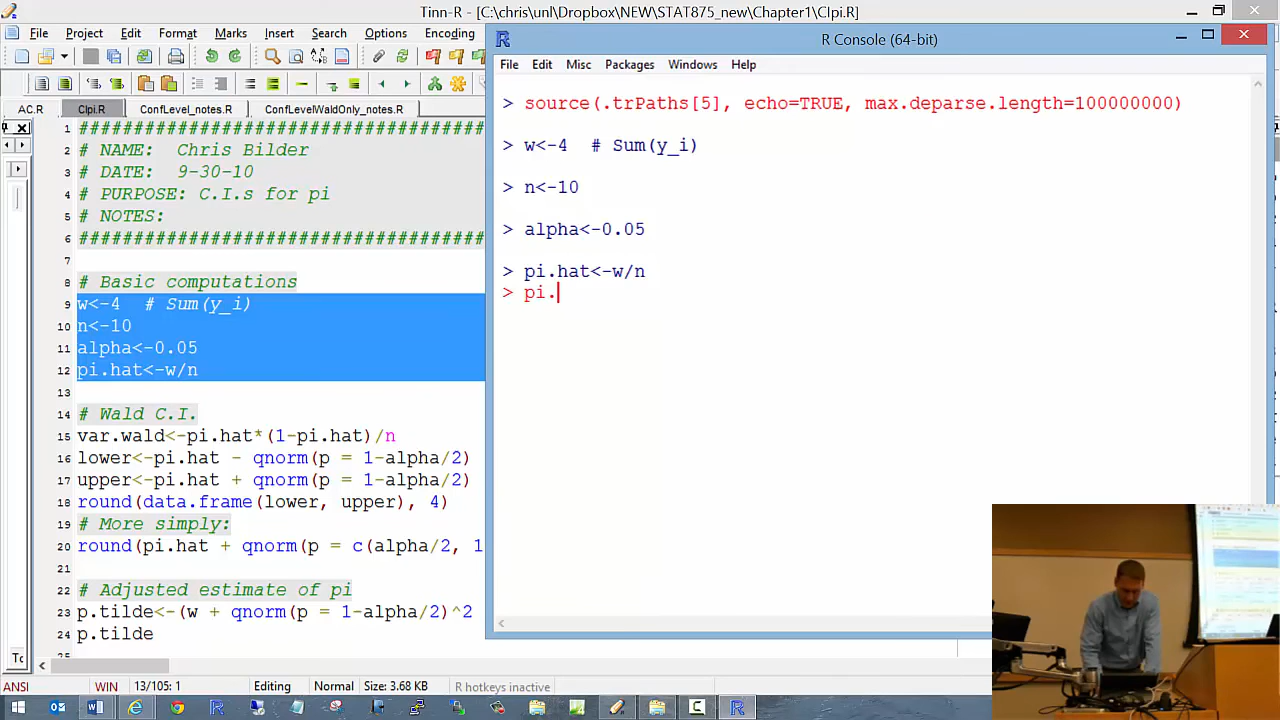 Tinn-R - [C:\chris\unl\Dropbox\NEW\STAT875_new\Chapter1\CIpi.R]
File Project Edit Format Marks Insert Search Options Encoding
AC.R CIpi.R ConfLevel_notes.R ConfLevelWaldOnly_notes.R
1 ################################################
2 # NAME: Chris Bilder
3 # DATE: 9-30-10
4 # PURPOSE: C.I.s for pi
5 # NOTES:
6 ################################################
7
8 # Basic computations
9 w<-4 # Sum(y_i)
10 n<-10
11 alpha<-0.05
12 pi.hat<-w/n
13
14 # Wald C.I.
15 var.wald<-pi.hat*(1-pi.hat)/n
16 lower<-pi.hat - qnorm(p = 1-alpha/2)
17 upper<-pi.hat + qnorm(p = 1-alpha/2)
18 round(data.frame(lower, upper), 4)
19 # More simply:
20 round(pi.hat + qnorm(p = c(alpha/2, 1
21
22 # Adjusted estimate of pi
23 p.tilde<-(w + qnorm(p = 1-alpha/2)^2
24 p.tilde
25
Tc
ANSI WIN 13/105: 1 Editing Normal Size: 3.68 KB R hotkeys inactive
R Console (64-bit)
File Edit Misc Packages Windows Help
> source(.trPaths[5], echo=TRUE, max.deparse.length=100000000)
> w<-4 # Sum(y_i)
> n<-10
> alpha<-0.05
> pi.hat<-w/n
> pi.